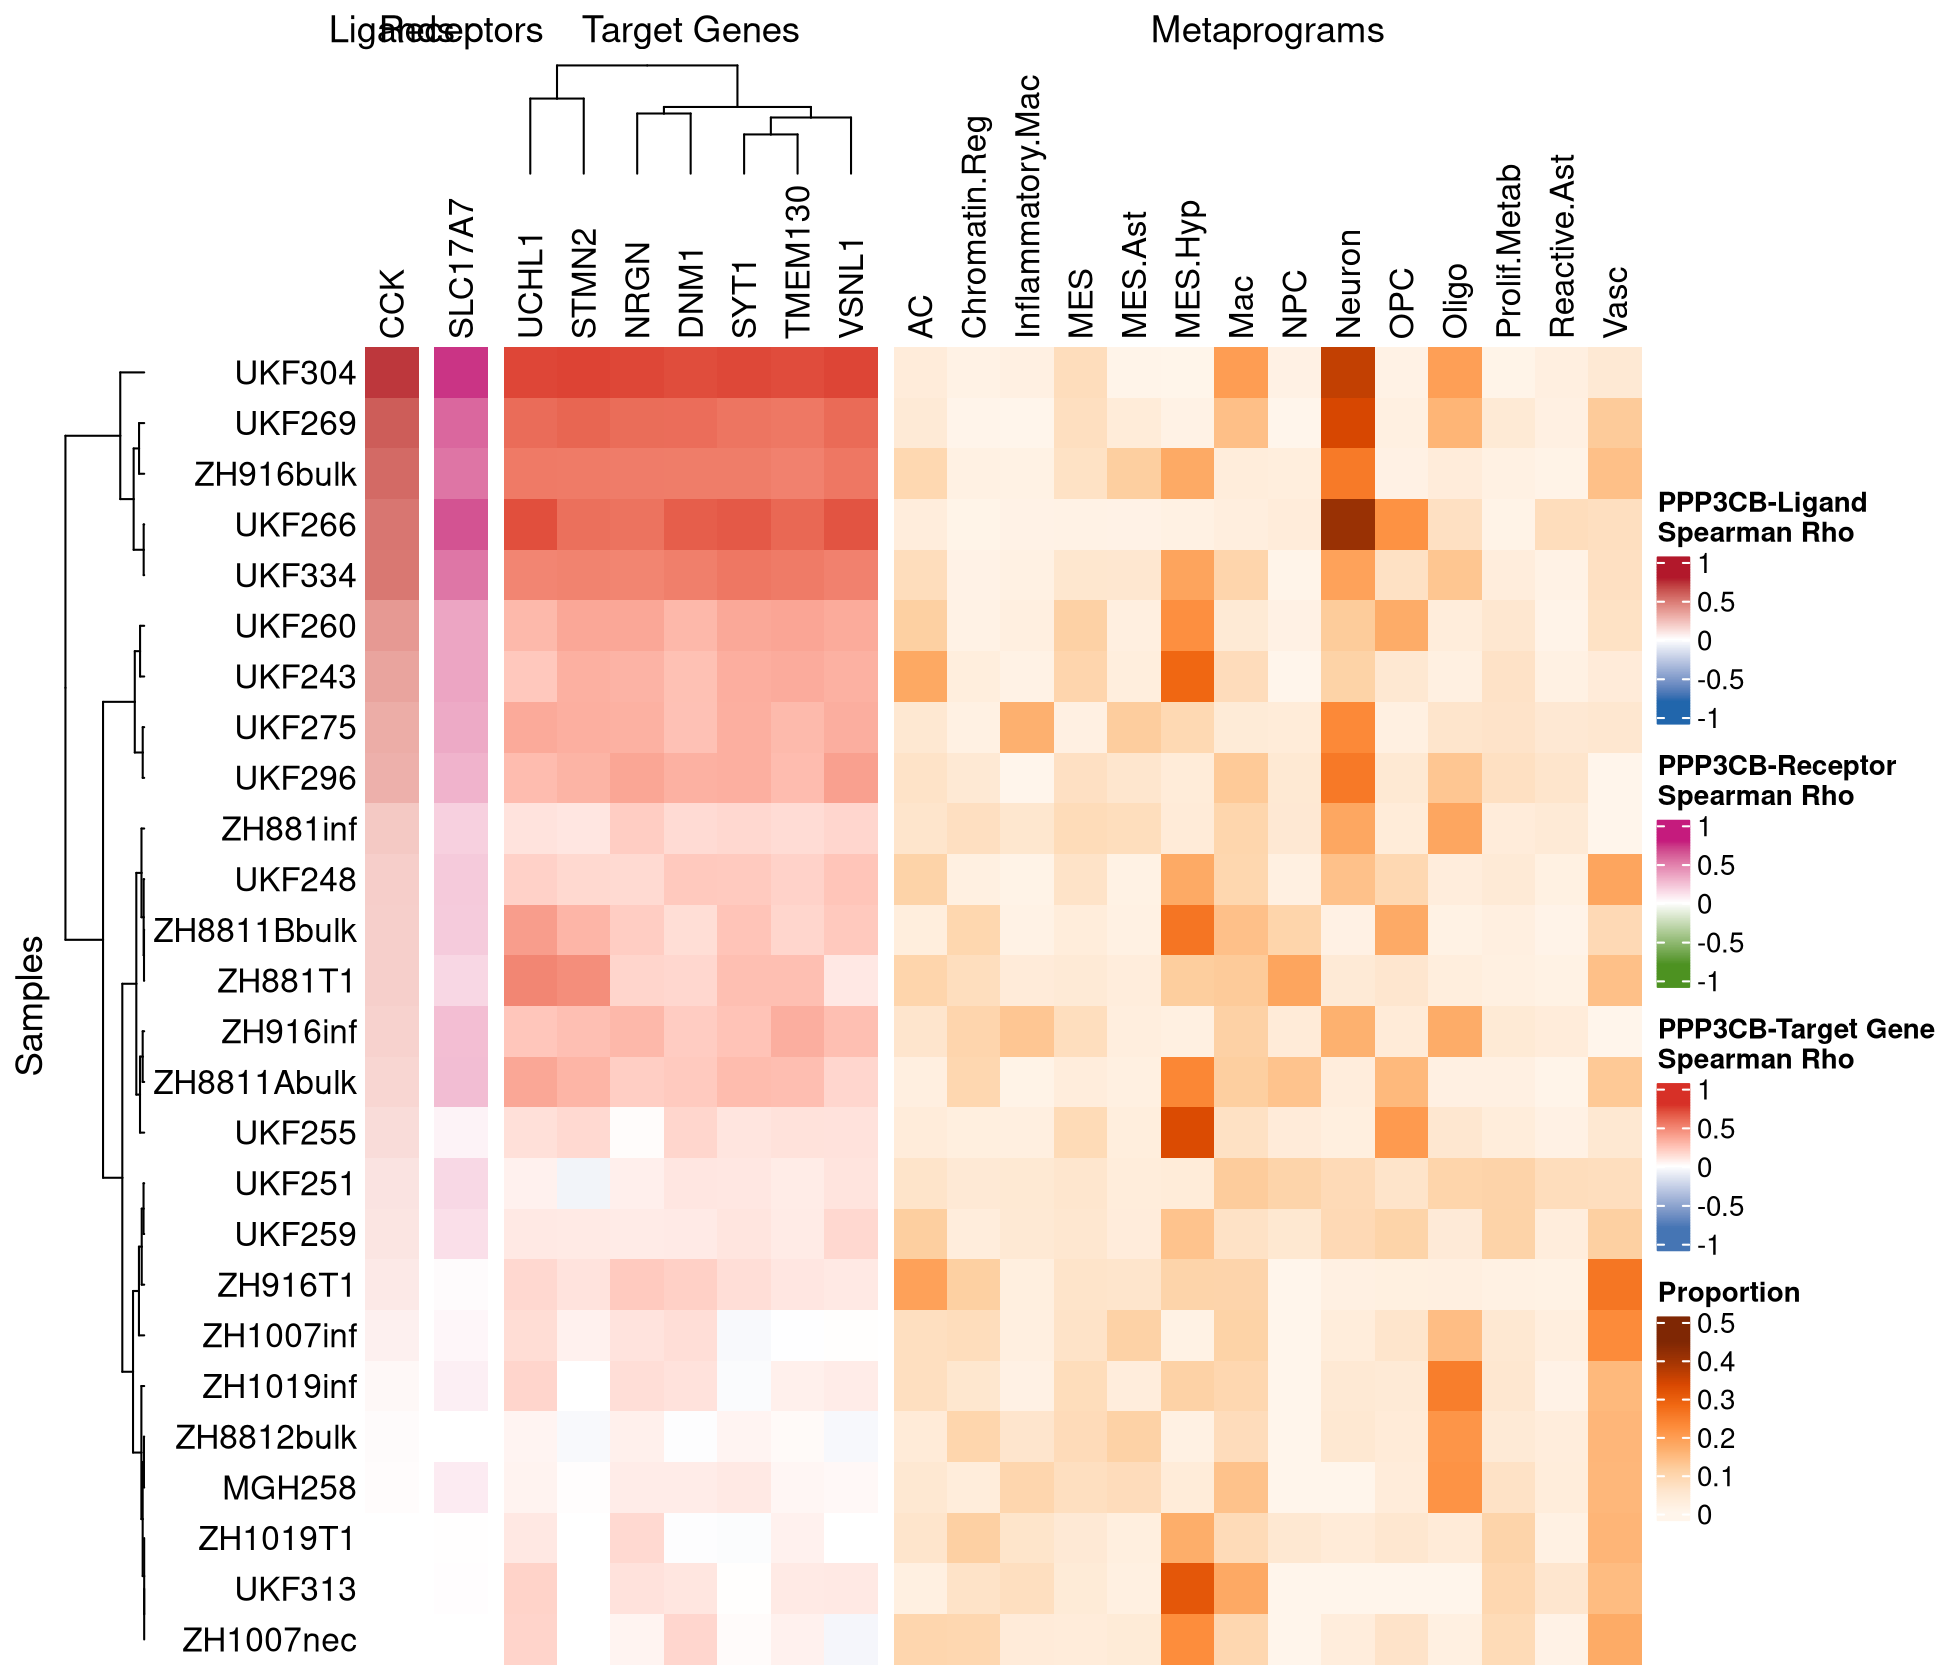 Ligands Receptors Target Genes Metaprograms
CCK SLC17A7 UCHL1 STMN2 NRGN DNM1 SYT1 TMEM130 VSNL1 AC Chromatin.Reg Inflammatory.Mac MES MES.Ast MES.Hyp Mac NPC Neuron OPC Oligo Prolif.Metab Reactive.Ast Vasc
Samples
UKF304
UKF269
ZH916bulk
UKF266
UKF334
UKF260
UKF243
UKF275
UKF296
ZH881inf
UKF248
ZH8811Bbulk
ZH881T1
ZH916inf
ZH8811Abulk
UKF255
UKF251
UKF259
ZH916T1
ZH1007inf
ZH1019inf
ZH8812bulk
MGH258
ZH1019T1
UKF313
ZH1007nec
PPP3CB-Ligand
Spearman Rho
1
0.5
0
-0.5
-1
PPP3CB-Receptor
Spearman Rho
1
0.5
0
-0.5
-1
PPP3CB-Target Gene
Spearman Rho
1
0.5
0
-0.5
-1
Proportion
0.5
0.4
0.3
0.2
0.1
0